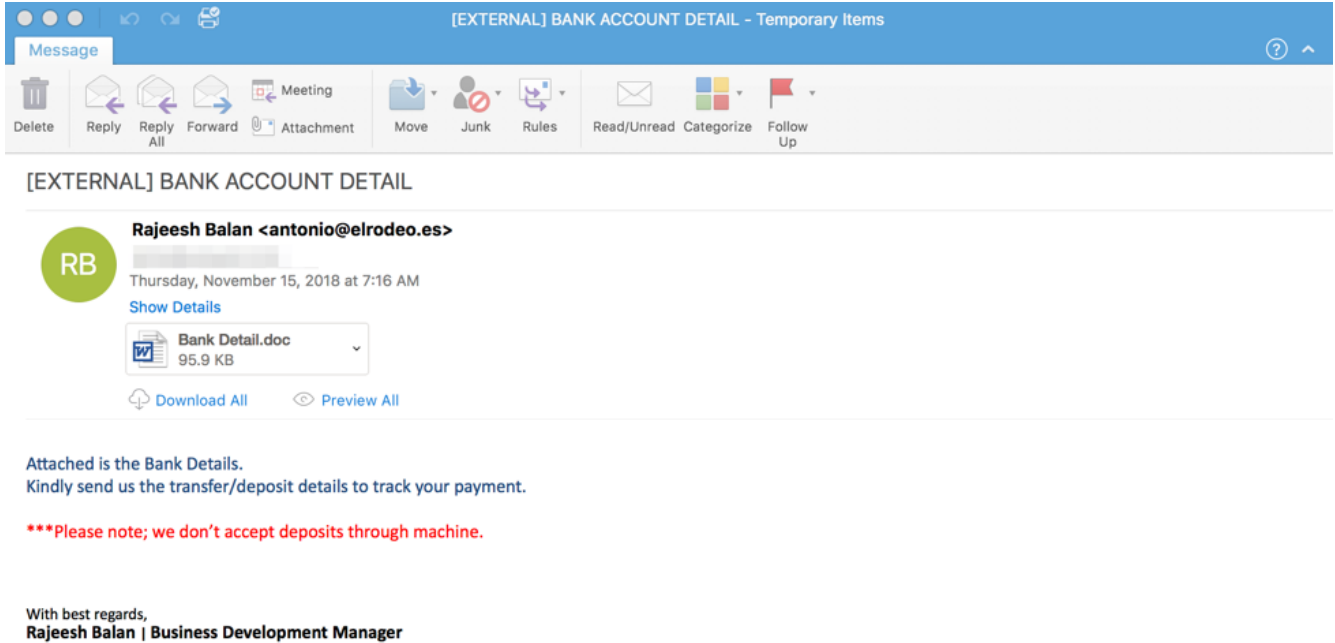 [EXTERNAL] BANK ACCOUNT DETAIL - Temporary Items
Message
?
Delete
Reply
Reply All
Forward
Meeting
Attachment
Move
Junk
Rules
Read/Unread
Categorize
Follow Up
[EXTERNAL] BANK ACCOUNT DETAIL
RB
Rajeesh Balan <antonio@elrodeo.es>
Thursday, November 15, 2018 at 7:16 AM
Show Details
W
Bank Detail.doc
95.9 KB
Download All
Preview All
Attached is the Bank Details.
Kindly send us the transfer/deposit details to track your payment.
***Please note; we don't accept deposits through machine.
With best regards,
Rajeesh Balan | Business Development Manager